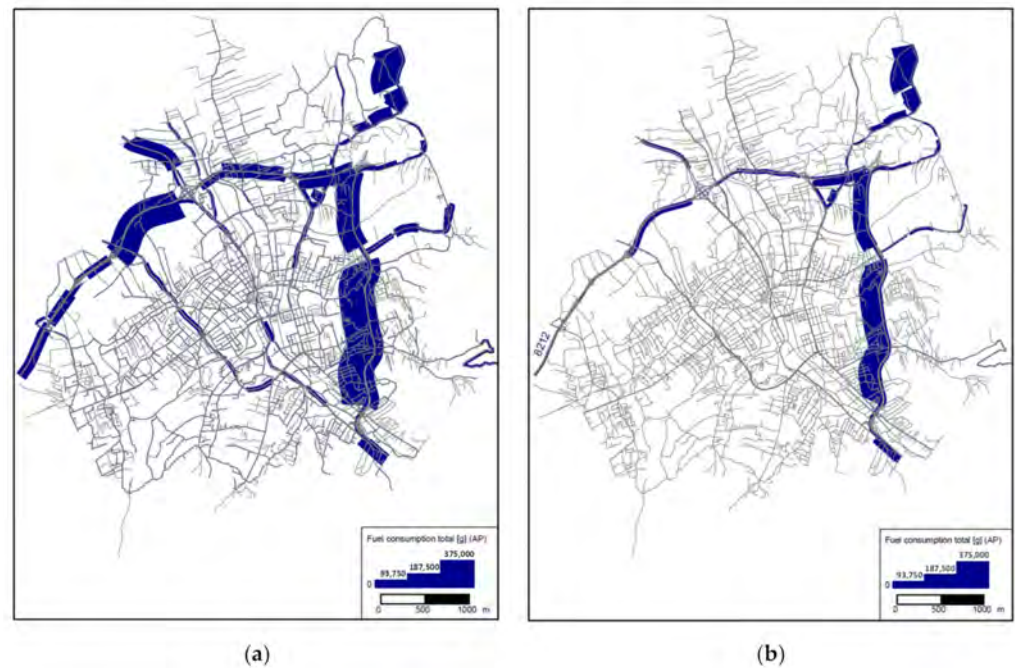 B212
Fuel consumption total [g] (AP)
375,000
187,500
93,750
0
0 500 1000 m
Fuel consumption total [g] (AP)
375,000
187,500
93,750
0
0 500 1000 m
(a)
(b)